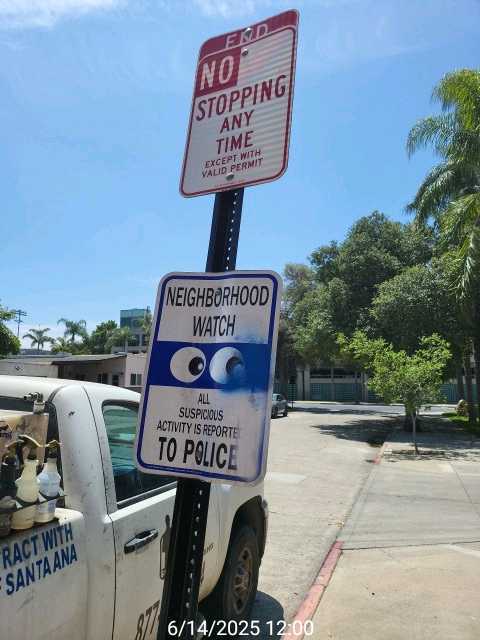 END
NO
STOPPING
ANY
TIME
EXCEPT WITH
VALID PERMIT
NEIGHBORHOOD
WATCH
ALL
SUSPICIOUS
ACTIVITY IS REPORTE
TO POLICE
RACT WITH
SANTA ANA
877
6/14/2025 12:00